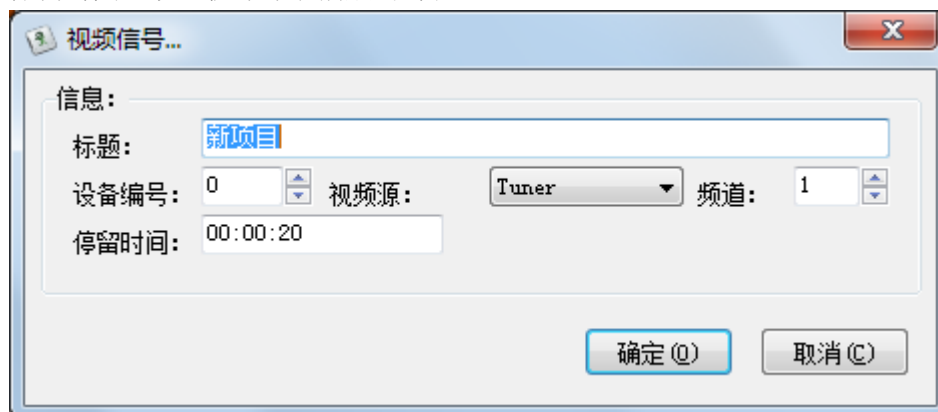 视频信号...
信息:
标题: 新项目
设备编号: 0 视频源: Tuner 频道: 1
停留时间: 00:00:20
确定(O) 取消(C)